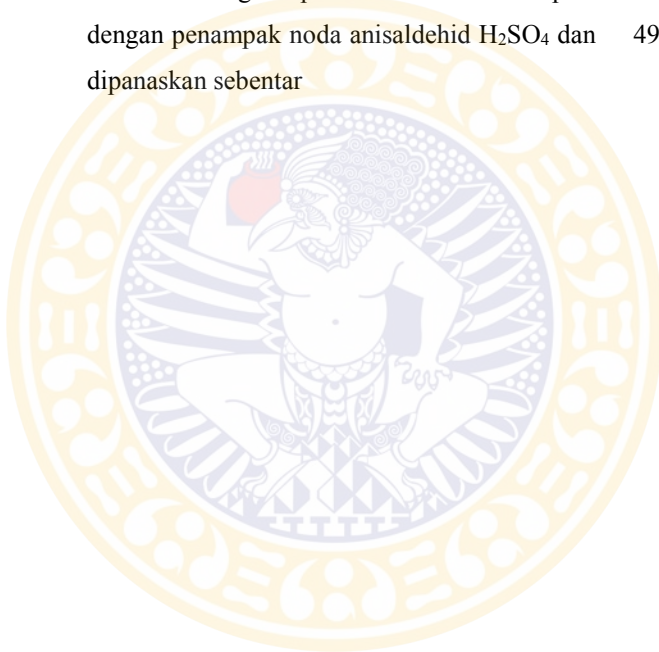 dengan penampak noda anisaldehid H₂SO₄ dan 49
dipanaskan sebentar